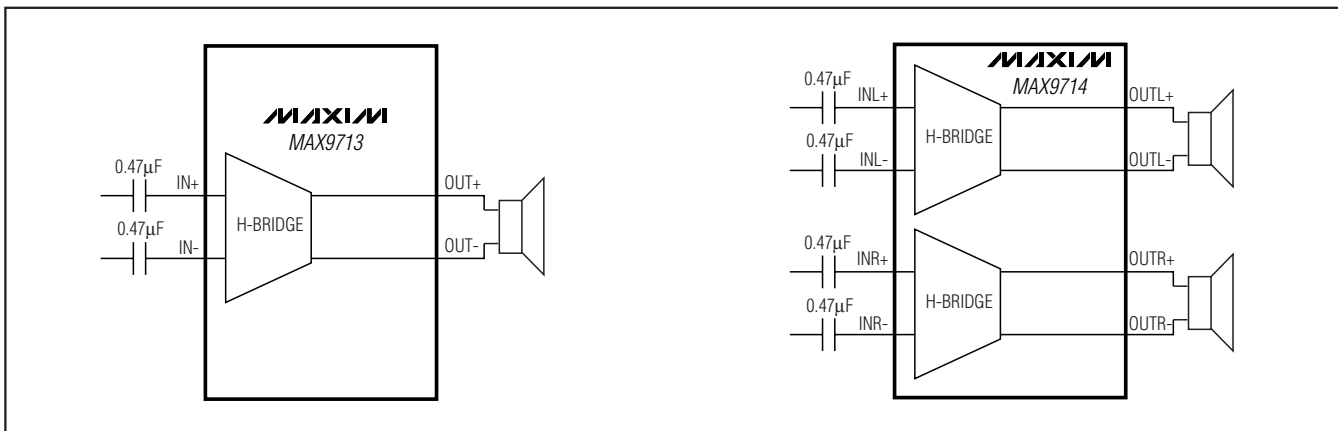 MAXIM
MAX9713
0.47µF
IN+
OUT+
H-BRIDGE
0.47µF
IN-
OUT-
MAXIM
MAX9714
0.47µF
INL+
OUTL+
H-BRIDGE
0.47µF
INL-
OUTL-
0.47µF
INR+
OUTR+
H-BRIDGE
0.47µF
INR-
OUTR-